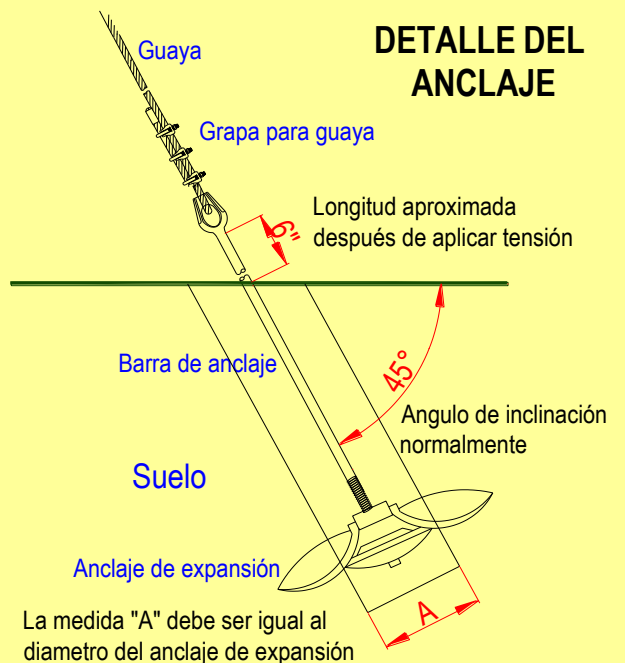 DETALLE DEL
ANCLAJE
Guaya
Grapa para guaya
Longitud aproximada
después de aplicar tensión
6"
Barra de anclaje
45°
Angulo de inclinación
normalmente
Suelo
Anclaje de expansión
A
La medida "A" debe ser igual al
diametro del anclaje de expansión